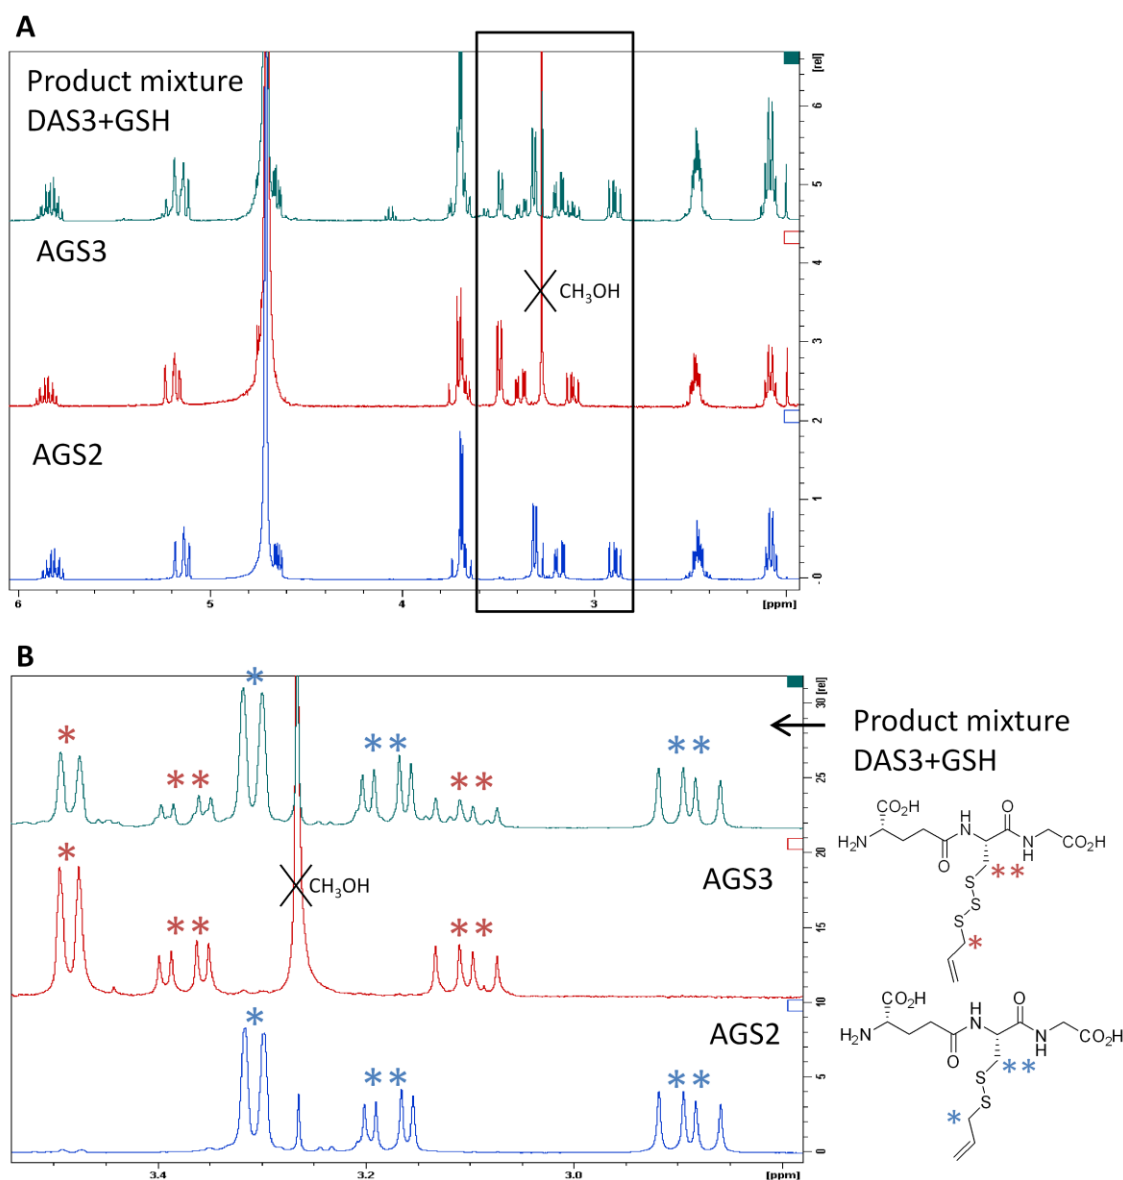 A
Product mixture
DAS3+GSH
AGS3
CH₃OH
AGS2
[rel]
6
5
4
3
2
1
0
6
5
4
3
[ppm]
B
Product mixture
DAS3+GSH
AGS3
CH₃OH
AGS2
30 [rel]
25
20
15
10
5
0
3.4
3.2
3.0
[ppm]
CO₂H
H₂N
O
H
N
O
N
H
CO₂H
S
S
S
CO₂H
H₂N
O
H
N
O
N
H
CO₂H
S
S